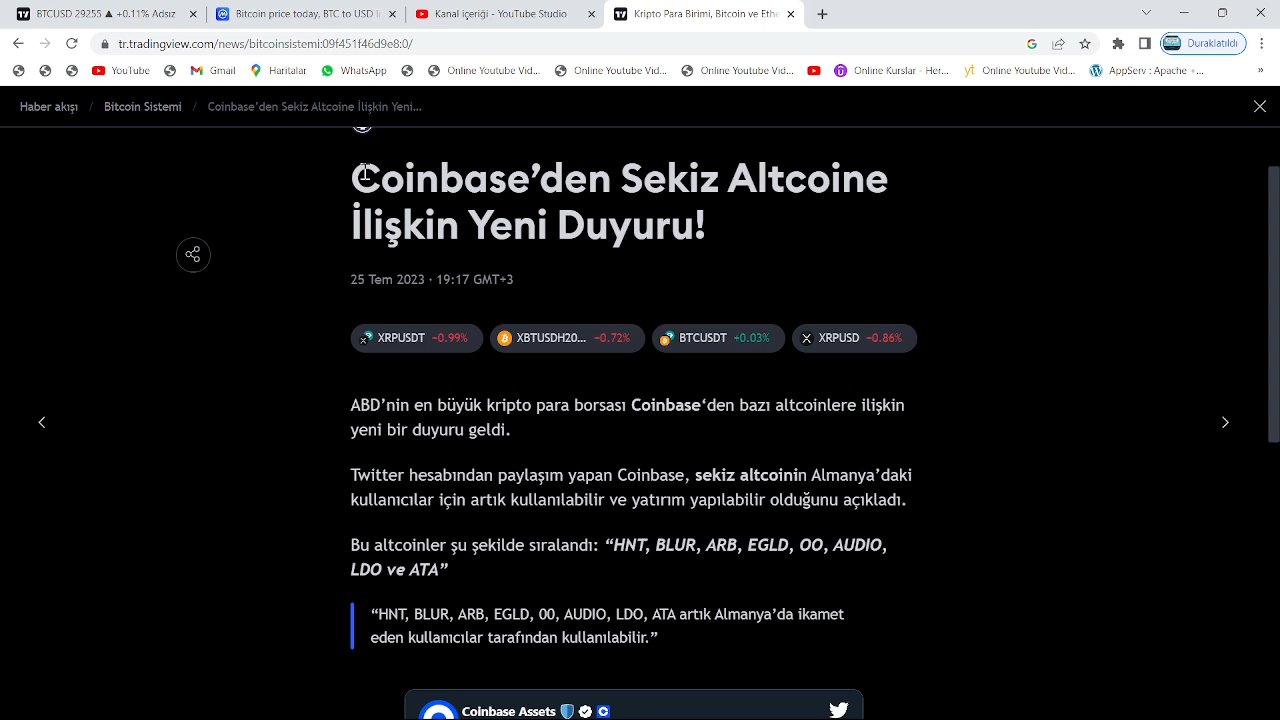 BTCUSD 29255 ▲ +0.11% Adsız
Bitcoin price today, BTC to USD li
Kanal içeriği - YouTube Studio
Kripto Para Birimi, Bitcoin ve Ethe
tr.tradingview.com/news/bitcoinsistemi:09f451f46d9e8:0/
Duraklatıldı
YouTube
Gmail
Haritalar
WhatsApp
Online Youtube Vid...
Online Youtube Vid...
Online Youtube Vid...
Online Kurslar - Her...
Online Youtube Vid...
AppServ : Apache +...
»
Haber akışı / Bitcoin Sistemi / Coinbase’den Sekiz Altcoine İlişkin Yeni...
Coinbase’den Sekiz Altcoine
İlişkin Yeni Duyuru!
25 Tem 2023 · 19:17 GMT+3
XRPUSDT −0.99% XBTUSDH20... −0.72% BTCUSDT +0.03% XRPUSD −0.86%
ABD’nin en büyük kripto para borsası Coinbase‘den bazı altcoinlere ilişkin
yeni bir duyuru geldi.
Twitter hesabından paylaşım yapan Coinbase, sekiz altcoinin Almanya’daki
kullanıcılar için artık kullanılabilir ve yatırım yapılabilir olduğunu açıkladı.
Bu altcoinler şu şekilde sıralandı: “HNT, BLUR, ARB, EGLD, OO, AUDIO,
LDO ve ATA”
“HNT, BLUR, ARB, EGLD, 00, AUDIO, LDO, ATA artık Almanya’da ikamet
eden kullanıcılar tarafından kullanılabilir.”
Coinbase Assets